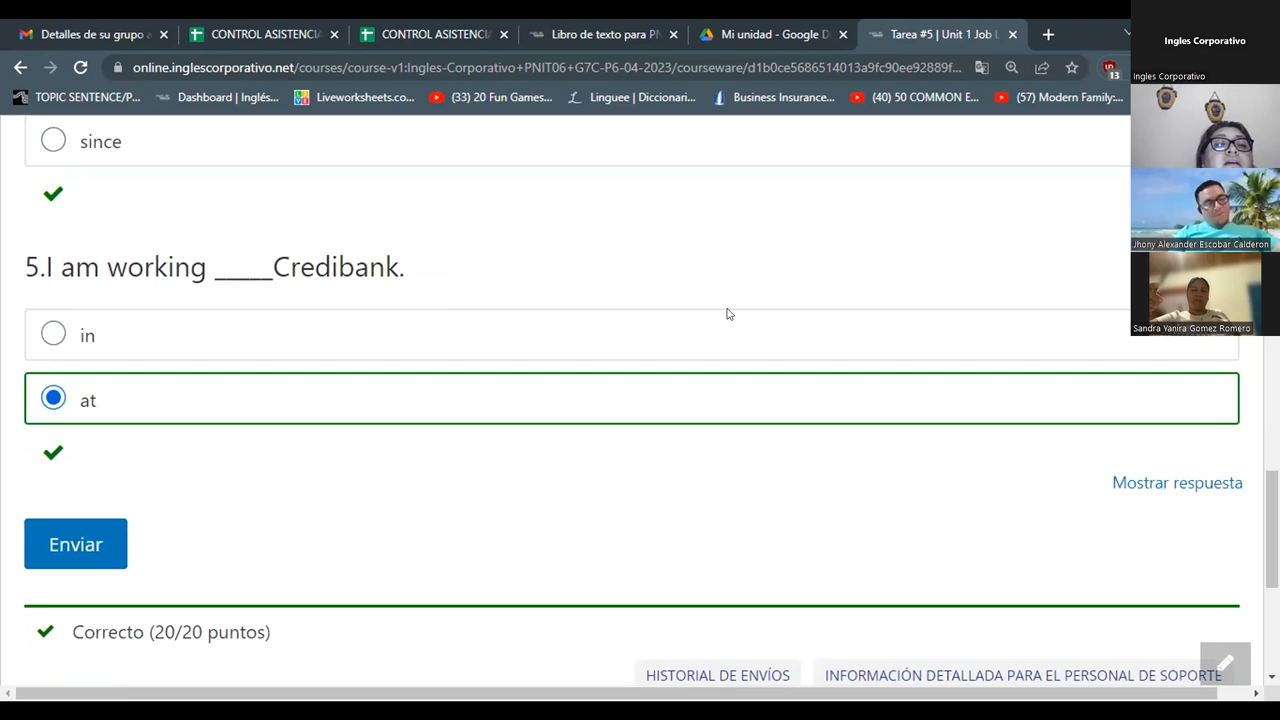 Detalles de su grupo a
CONTROL ASISTENCIA
CONTROL ASISTENCIA
Libro de texto para PN
Mi unidad - Google D
Tarea #5 | Unit 1 Job L
online.inglescorporativo.net/courses/course-v1:Ingles-Corporativo+PNIT06+G7C-P6-04-2023/courseware/d1b0ce5686514013a9fc90ee92889f...
13
TOPIC SENTENCE/P...
Dashboard | Inglés...
Liveworksheets.co...
(33) 20 Fun Games...
Linguee | Diccionari...
Business Insurance...
(40) 50 COMMON E...
(57) Modern Family:...
Ingles Corporativo
Ingles Corporativo
Jhony Alexander Escobar Calderon
Sandra Yanira Gomez Romero
since
5.I am working _____Credibank.
in
at
Mostrar respuesta
Enviar
Correcto (20/20 puntos)
HISTORIAL DE ENVÍOS
INFORMACIÓN DETALLADA PARA EL PERSONAL DE SOPORTE